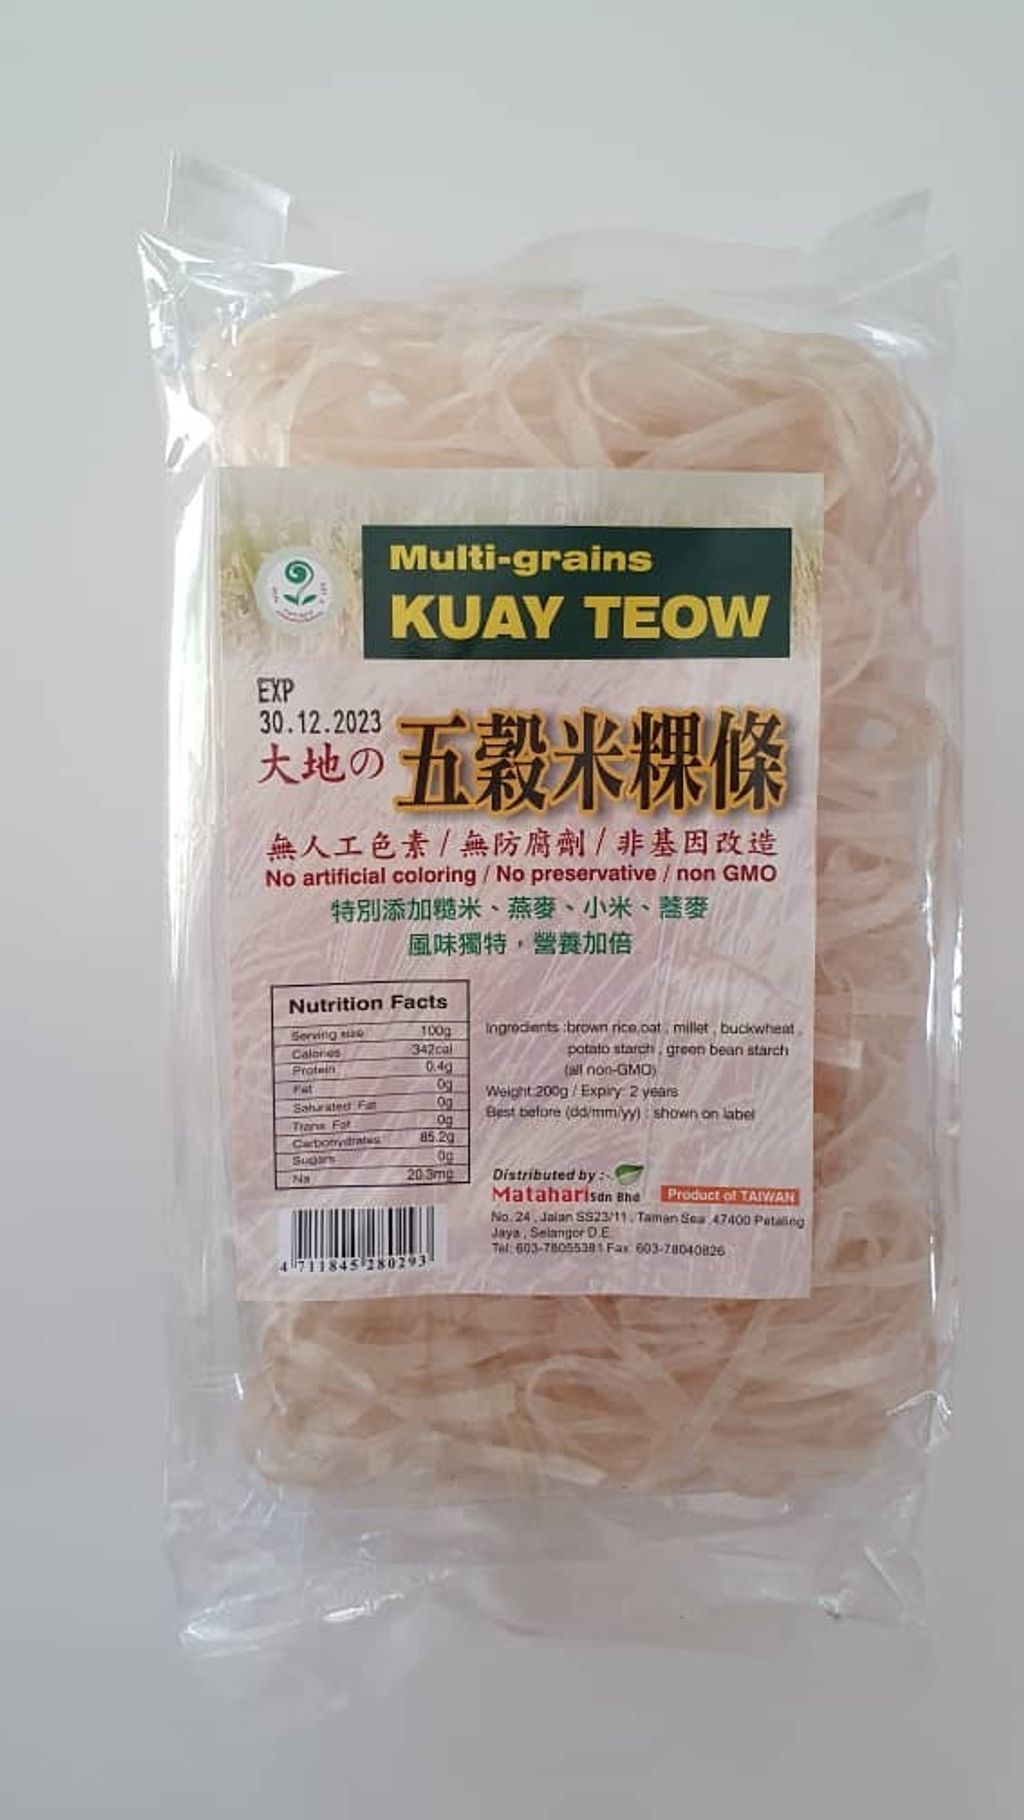 Multi-grains
KUAY TEOW
EXP
30.12.2023
大地の
五穀米粿條
無人工色素 / 無防腐劑 / 非基因改造
No artificial coloring / No preservative / non GMO
特別添加糙米、燕麥、小米、蕎麥
風味獨特，營養加倍
Nutrition Facts
Serving size 100g
Calories 342cal
Protein 0.4g
Fat 0g
Saturated Fat 0g
Trans Fat 0g
Carbohydrates 85.2g
Sugars 0g
Na 20.3mg
Ingredients :brown rice,oat , millet , buckwheat ,
potato starch , green bean starch
(all non-GMO)
Weight:200g / Expiry: 2 years
Best before (dd/mm/yy) : shown on label
Distributed by :-
Matahari Sdn Bhd
Product of TAIWAN
No. 24 , Jalan SS23/11 , Taman Sea ,47400 Petaling
Jaya , Selangor D.E.
Tel: 603-78055381 Fax: 603-78040826
4 711845 280293